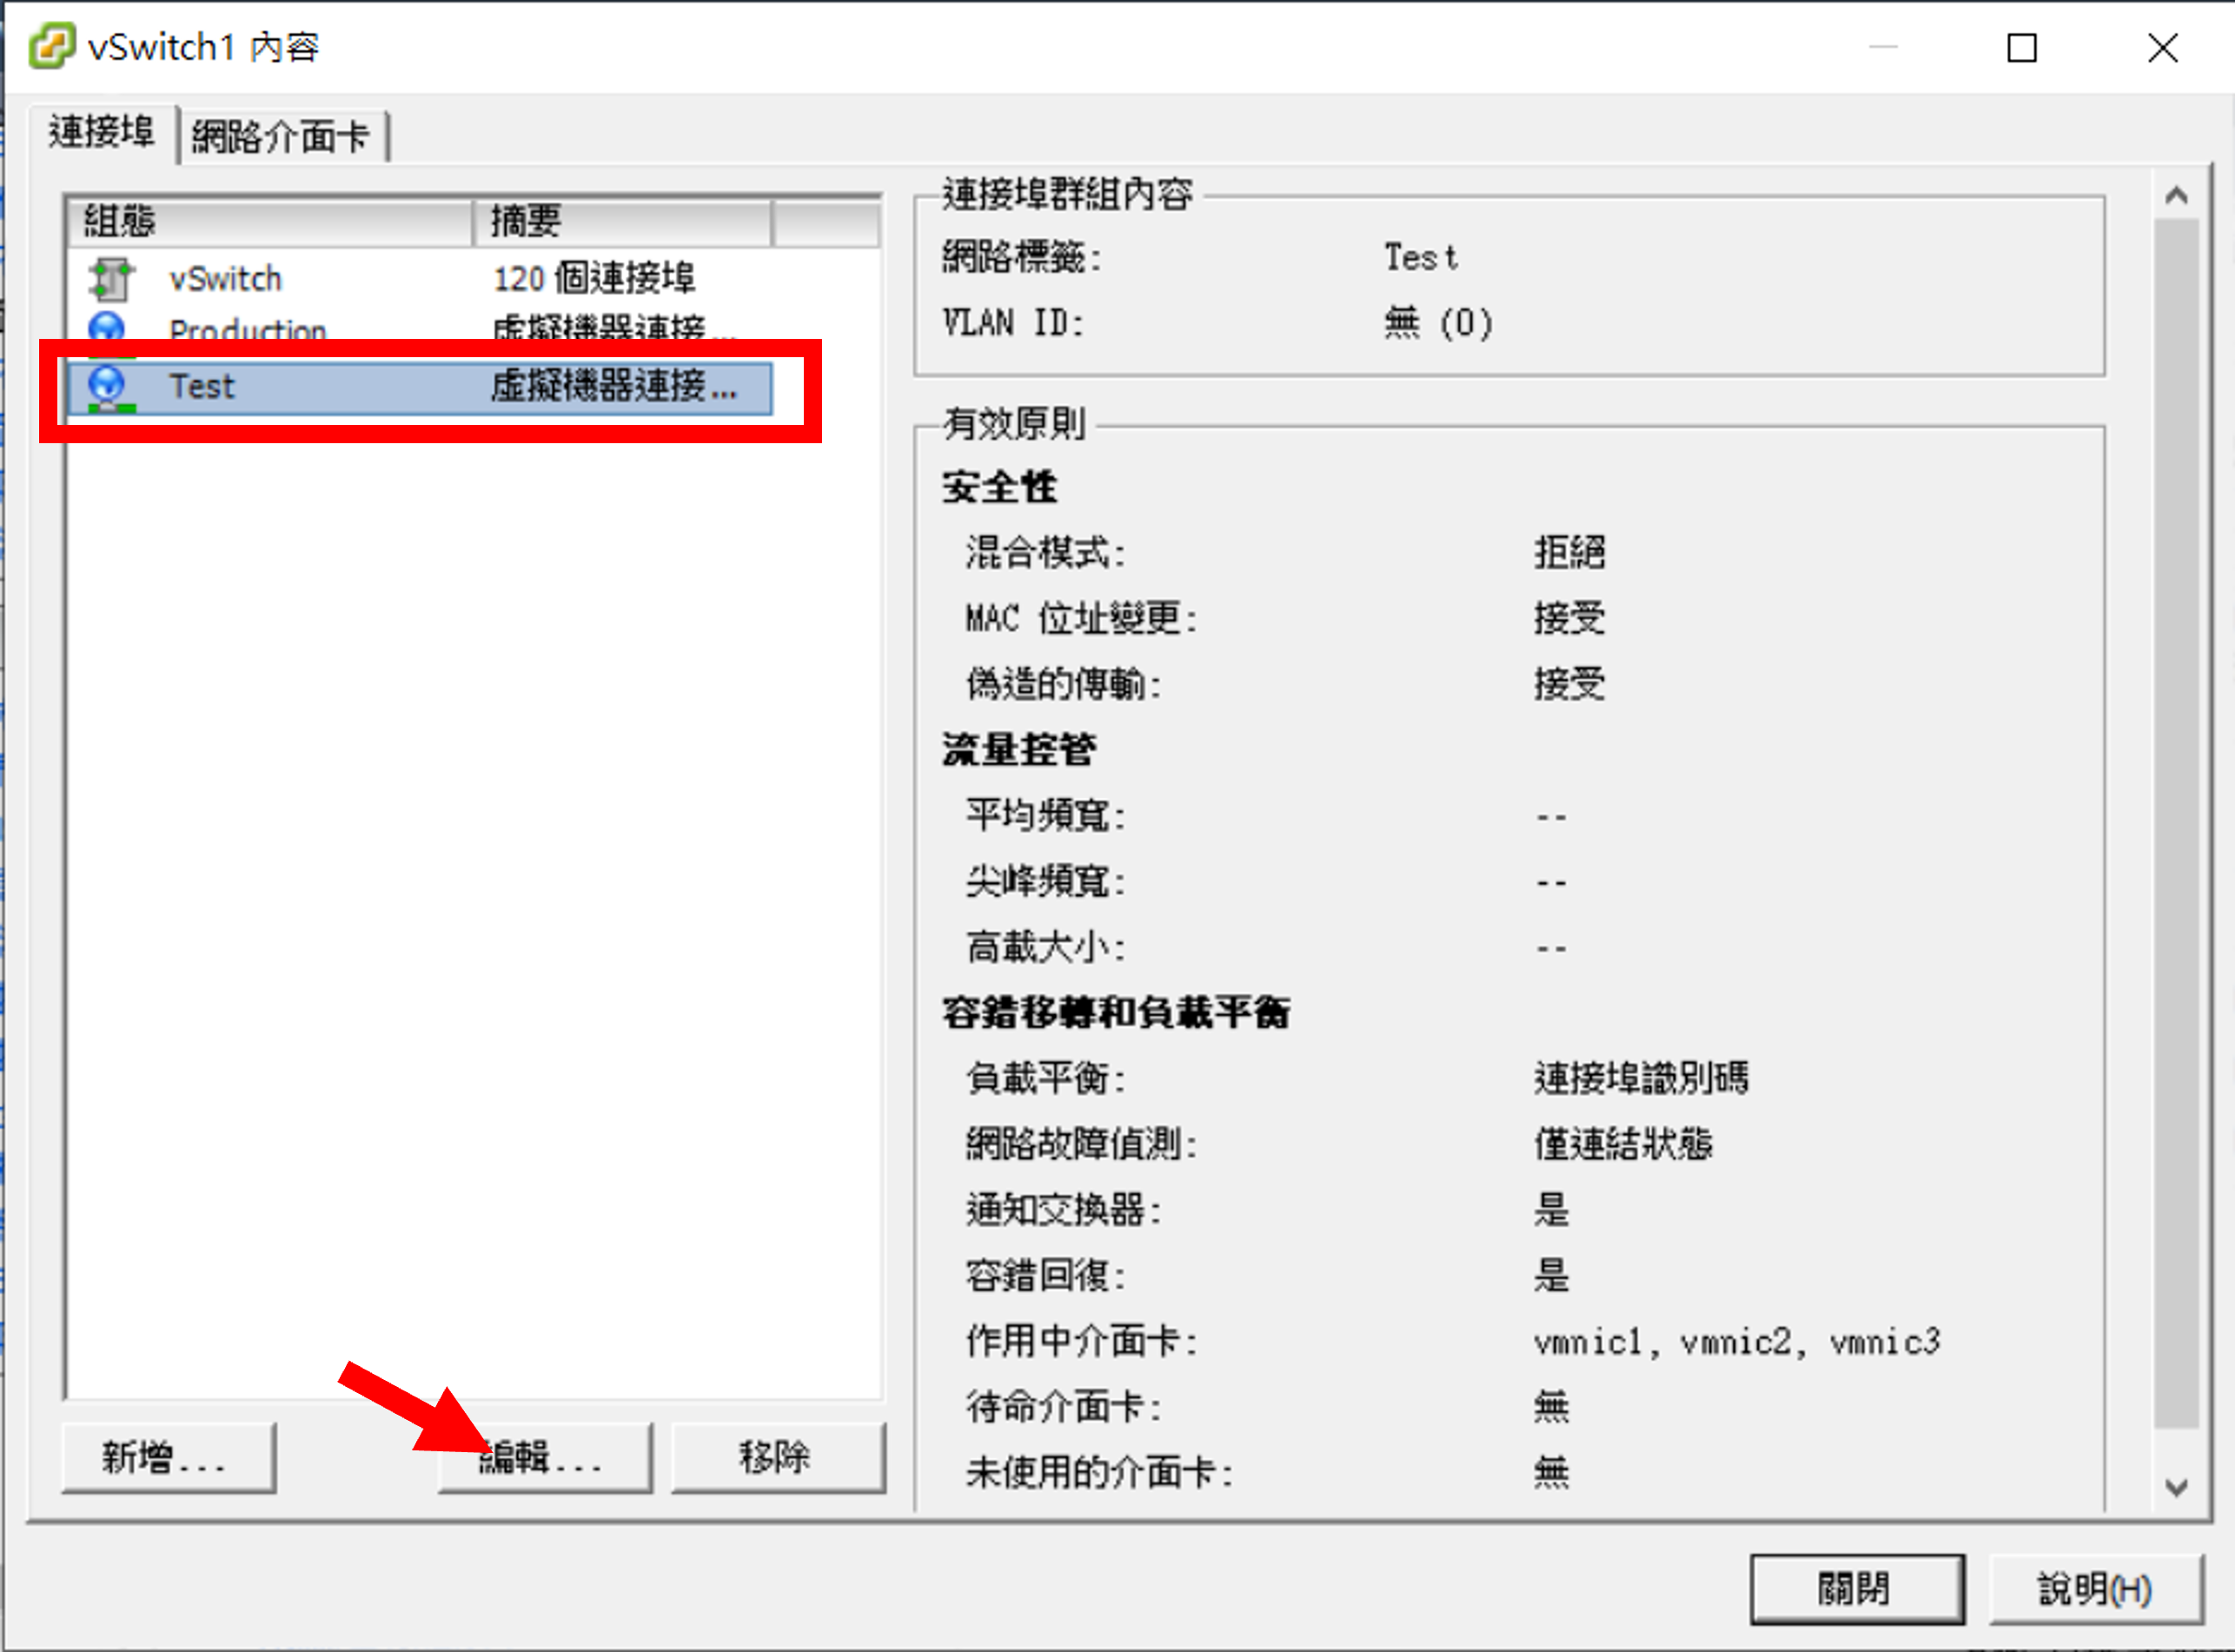 vSwitch1 內容
連接埠 網路介面卡
組態 摘要
vSwitch 120 個連接埠
Production 虛擬機器連接...
Test 虛擬機器連接...
新增... 編輯... 移除
連接埠群組內容
網路標籤: Test
VLAN ID: 無 (0)
有效原則
安全性
混合模式: 拒絕
MAC 位址變更: 接受
偽造的傳輸: 接受
流量控管
平均頻寬: --
尖峰頻寬: --
高載大小: --
容錯移轉和負載平衡
負載平衡: 連接埠識別碼
網路故障偵測: 僅連結狀態
通知交換器: 是
容錯回復: 是
作用中介面卡: vmnic1, vmnic2, vmnic3
待命介面卡: 無
未使用的介面卡: 無
關閉 說明(H)